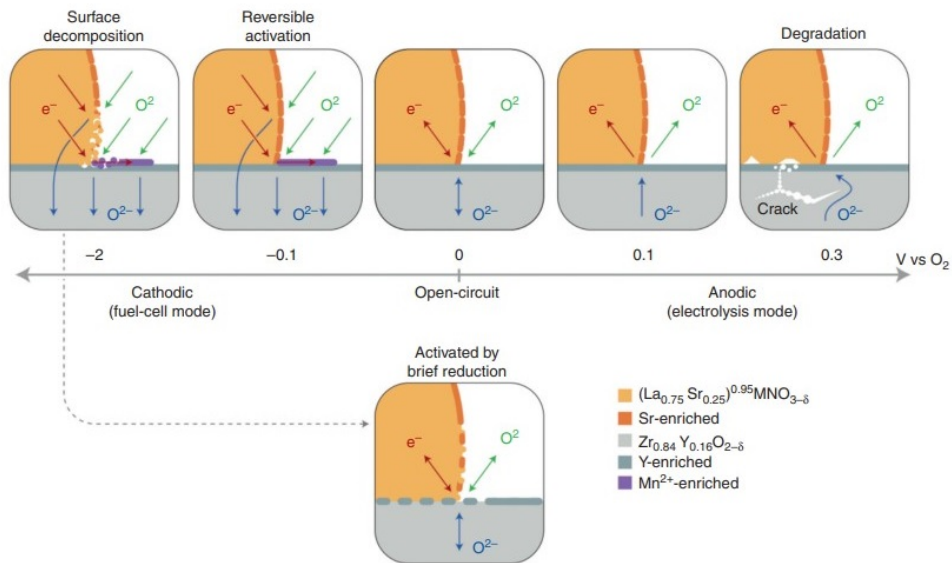 Surface
decomposition
Reversible
activation
Degradation
e⁻
O²
O²⁻
e⁻
O²
O²⁻
e⁻
O²
O²⁻
e⁻
O²
O²⁻
e⁻
O²
Crack
O²⁻
−2
−0.1
0
0.1
0.3
V vs O₂
Cathodic
(fuel-cell mode)
Open-circuit
Anodic
(electrolysis mode)
Activated by
brief reduction
e⁻
O²
O²⁻
(La₀.₇₅ Sr₀.₂₅)⁰·⁹⁵MNO₃₋δ
Sr-enriched
Zr₀.₈₄ Y₀.₁₆O₂₋δ
Y-enriched
Mn²⁺-enriched